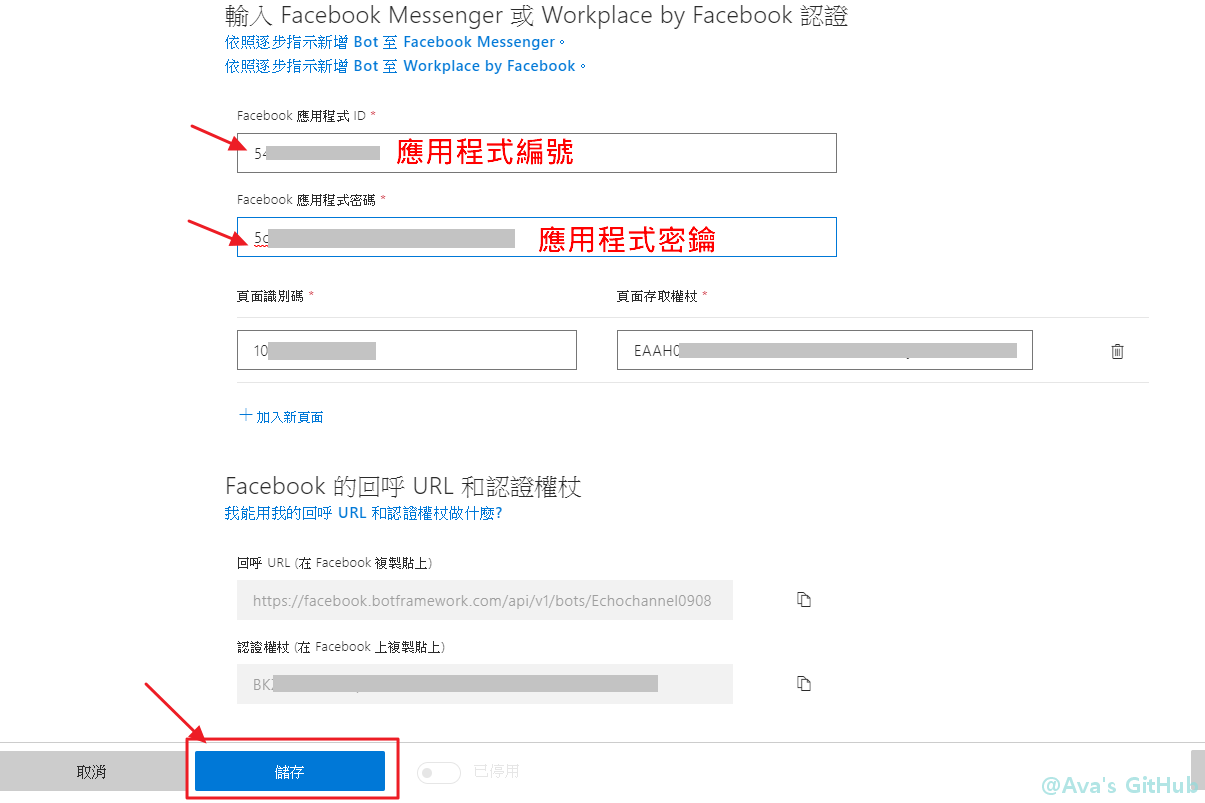 輸入 Facebook Messenger 或 Workplace by Facebook 認證
依照逐步指示新增 Bot 至 Facebook Messenger。
依照逐步指示新增 Bot 至 Workplace by Facebook。
Facebook 應用程式 ID *
54 應用程式編號
Facebook 應用程式密碼 *
5c 應用程式密鑰
頁面識別碼 * 頁面存取權杖 *
10 EAAH0
+ 加入新頁面
Facebook 的回呼 URL 和認證權杖
我能用我的回呼 URL 和認證權杖做什麼?
回呼 URL (在 Facebook 複製貼上)
https://facebook.botframework.com/api/v1/bots/Echochannel0908
認證權杖 (在 Facebook 上複製貼上)
BK
取消 儲存 已停用
@Ava's GitHub